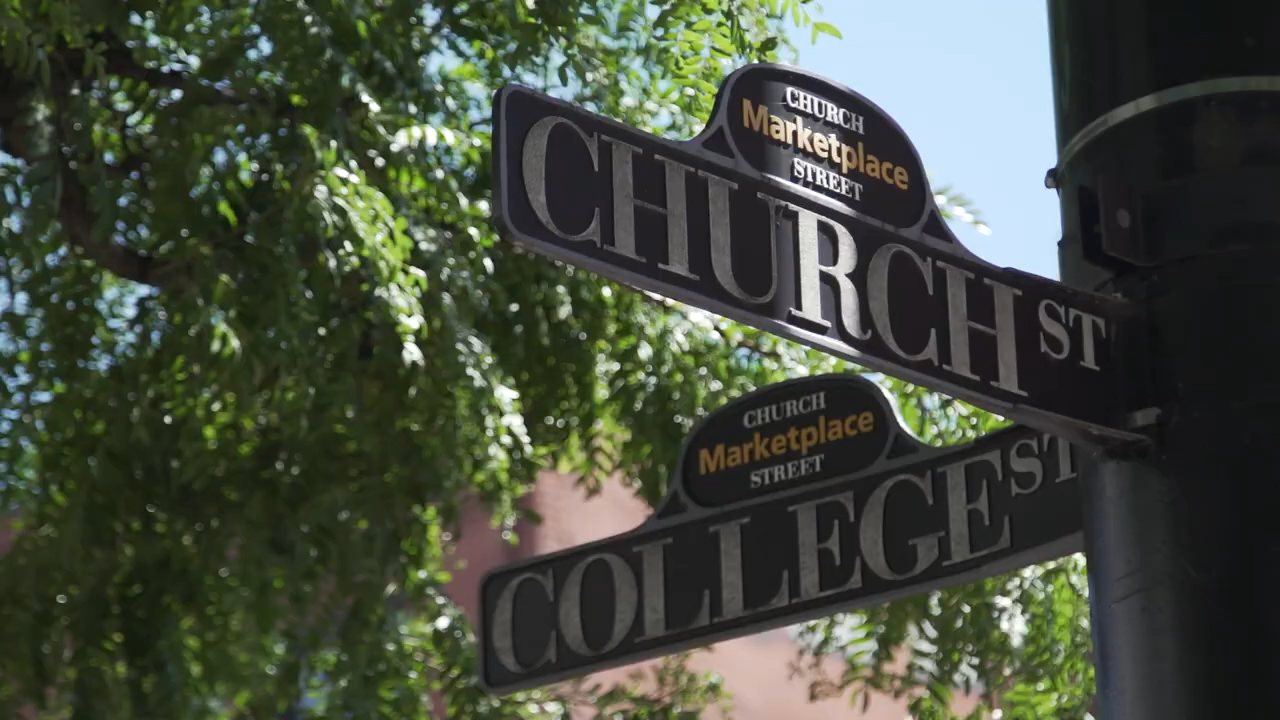 CHURCH
Marketplace
STREET
CHURCH ST
CHURCH
Marketplace
STREET
COLLEGE ST